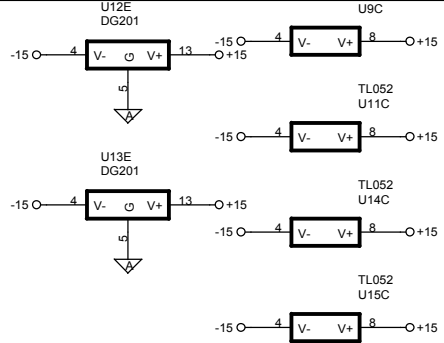 U12E
DG201
-15 4 V- G V+ 13 +15
5
A
U13E
DG201
-15 4 V- G V+ 13 +15
5
A
U9C
-15 4 V- V+ 8 +15
TL052
U11C
-15 4 V- V+ 8 +15
TL052
U14C
-15 4 V- V+ 8 +15
TL052
U15C
-15 4 V- V+ 8 +15